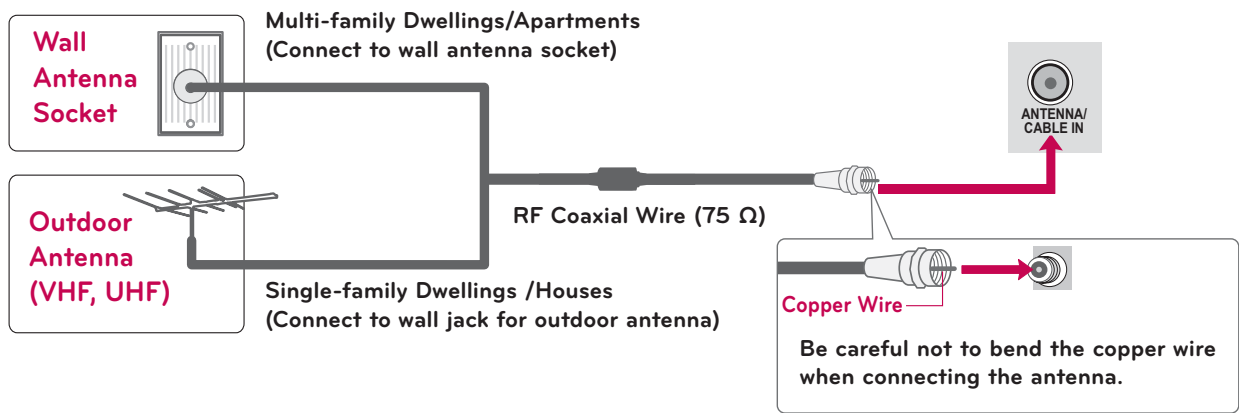 Wall
Antenna
Socket
Multi-family Dwellings/Apartments
(Connect to wall antenna socket)
ANTENNA/
CABLE IN
Outdoor
Antenna
(VHF, UHF)
RF Coaxial Wire (75 Ω)
Single-family Dwellings /Houses
(Connect to wall jack for outdoor antenna)
Copper Wire
Be careful not to bend the copper wire
when connecting the antenna.